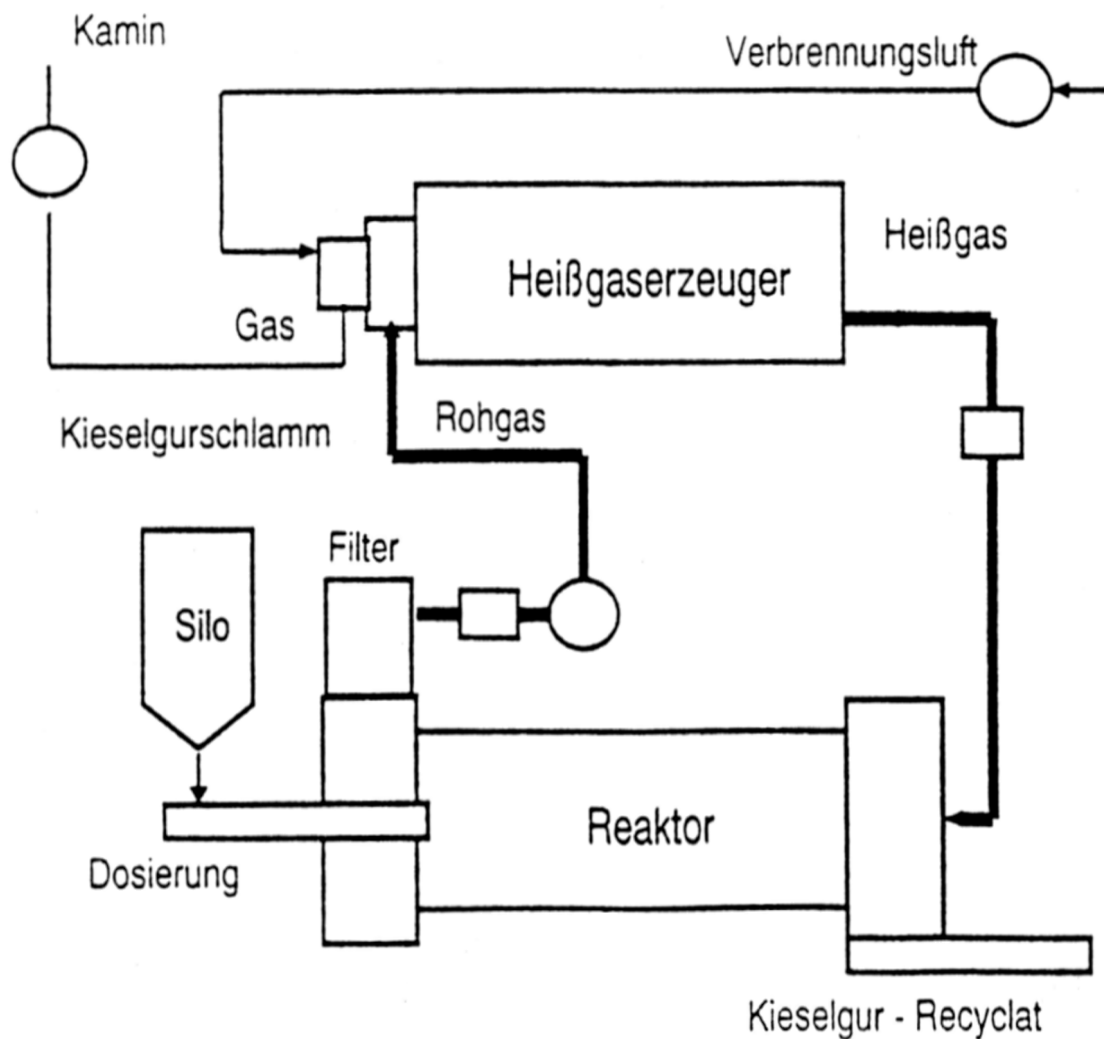 Kamin
Verbrennungsluft
Heißgas
Heißgaserzeuger
Gas
Rohgas
Kieselgurschlamm
Filter
Silo
Reaktor
Dosierung
Kieselgur - Recyclat